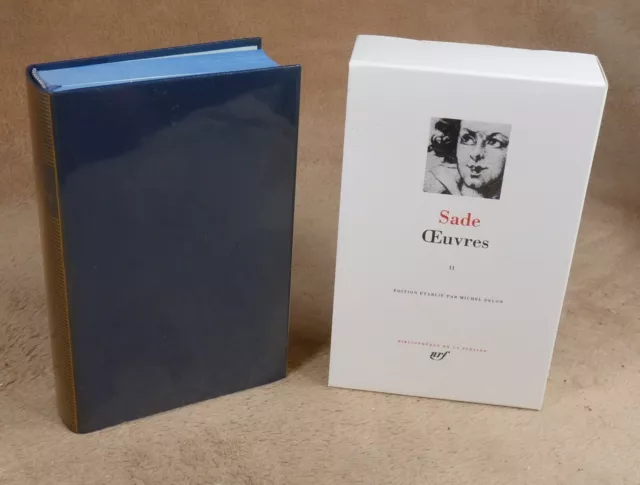 Sade
Œuvres
II
ÉDITION ÉTABLIE PAR MICHEL DELON
BIBLIOTHÈQUE DE LA PLÉIADE
nrf